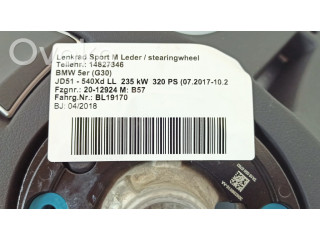 Lenkrad Sport M Leder / stearingwheel
Teilenr.: 14827346
BMW 5er (G30)
JD51 - 540Xd LL 235 kW 320 PS (07.2017-10.2
Fzgnr.: 20-12924 M: B57
Fahrg.Nr.: BL19170
BJ: 04/2018